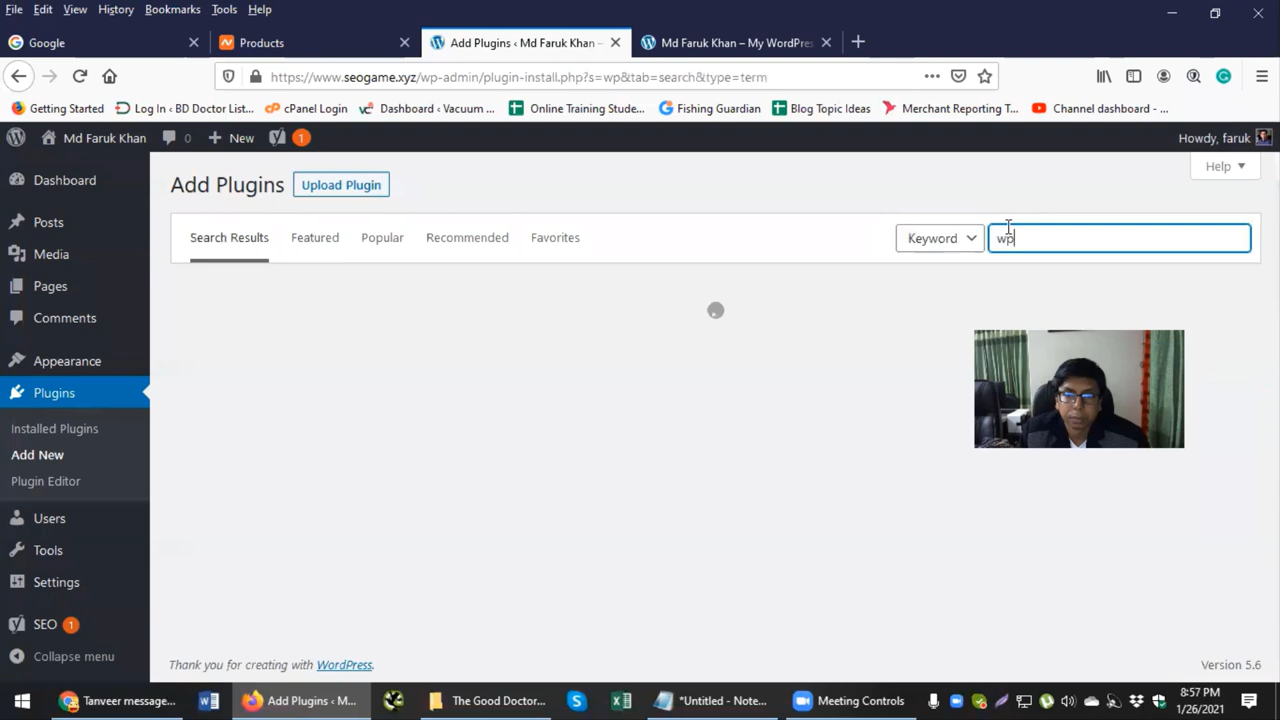 File Edit View History Bookmarks Tools Help
Google Products Add Plugins ‹ Md Faruk Khan — Md Faruk Khan – My WordPres
https://www.seogame.xyz/wp-admin/plugin-install.php?s=wp&tab=search&type=term
Getting Started Log In ‹ BD Doctor List... cPanel Login Dashboard ‹ Vacuum ... Online Training Stude... Fishing Guardian Blog Topic Ideas Merchant Reporting T... Channel dashboard - ...
Md Faruk Khan 0 New 1 Howdy, faruk
Help
Dashboard
Posts
Media
Pages
Comments
Appearance
Plugins
Installed Plugins
Add New
Plugin Editor
Users
Tools
Settings
SEO 1
Collapse menu
Add Plugins Upload Plugin
Search Results Featured Popular Recommended Favorites Keyword wp
Thank you for creating with WordPress. Version 5.6
Tanveer message... Add Plugins ‹ M... The Good Doctor... *Untitled - Note... Meeting Controls 8:57 PM
1/26/2021